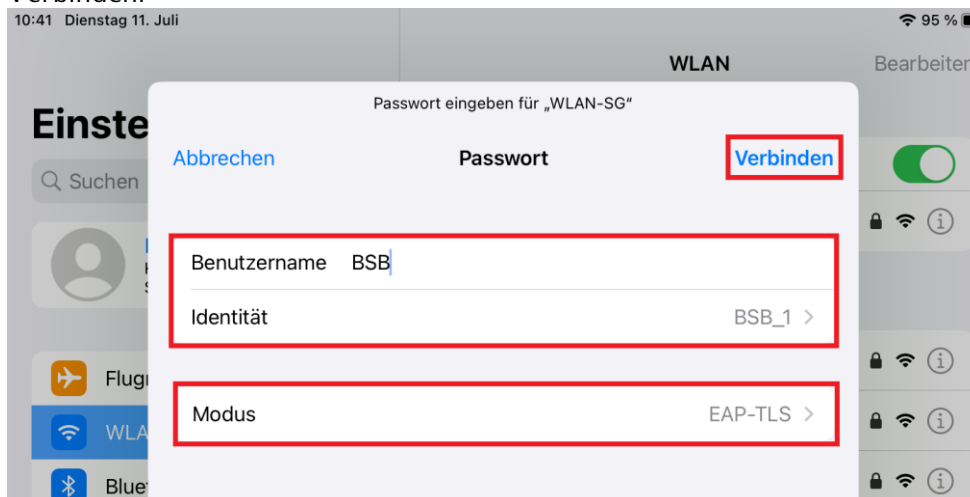 Verbinden.
10:41 Dienstag 11. Juli 95 %
WLAN Bearbeiten
Passwort eingeben für „WLAN-SG“
Einste
Abbrechen Passwort Verbinden
Suchen
Benutzername BSB
Identität BSB_1
Flug
Modus EAP-TLS
WLA
Blue